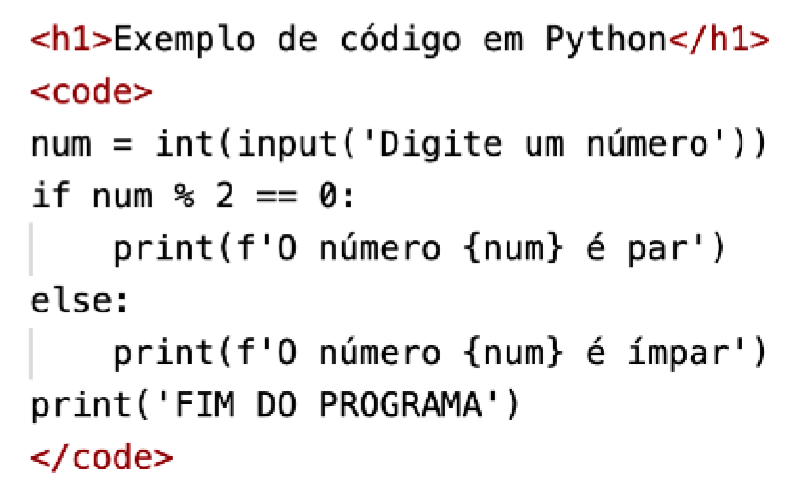 <h1>Exemplo de código em Python</h1>
<code>
num = int(input('Digite um número'))
if num % 2 == 0:
    print(f'O número {num} é par')
else:
    print(f'O número {num} é ímpar')
print('FIM DO PROGRAMA')
</code>